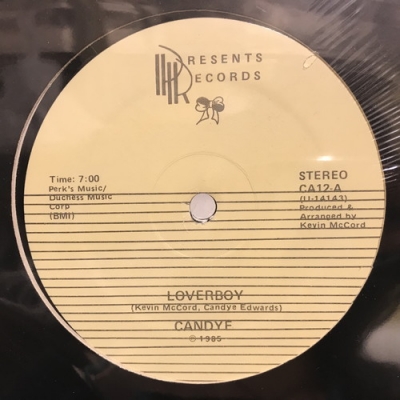 PRESENTS
RECORDS
Time: 7:00
Perk's Music/
Duchess Music
Corp
(BMI)
STEREO
CA12-A
(U-14143)
Produced &
Arranged by
Kevin McCord
LOVERBOY
(Kevin McCord, Candye Edwards)
CANDYE
© 1985